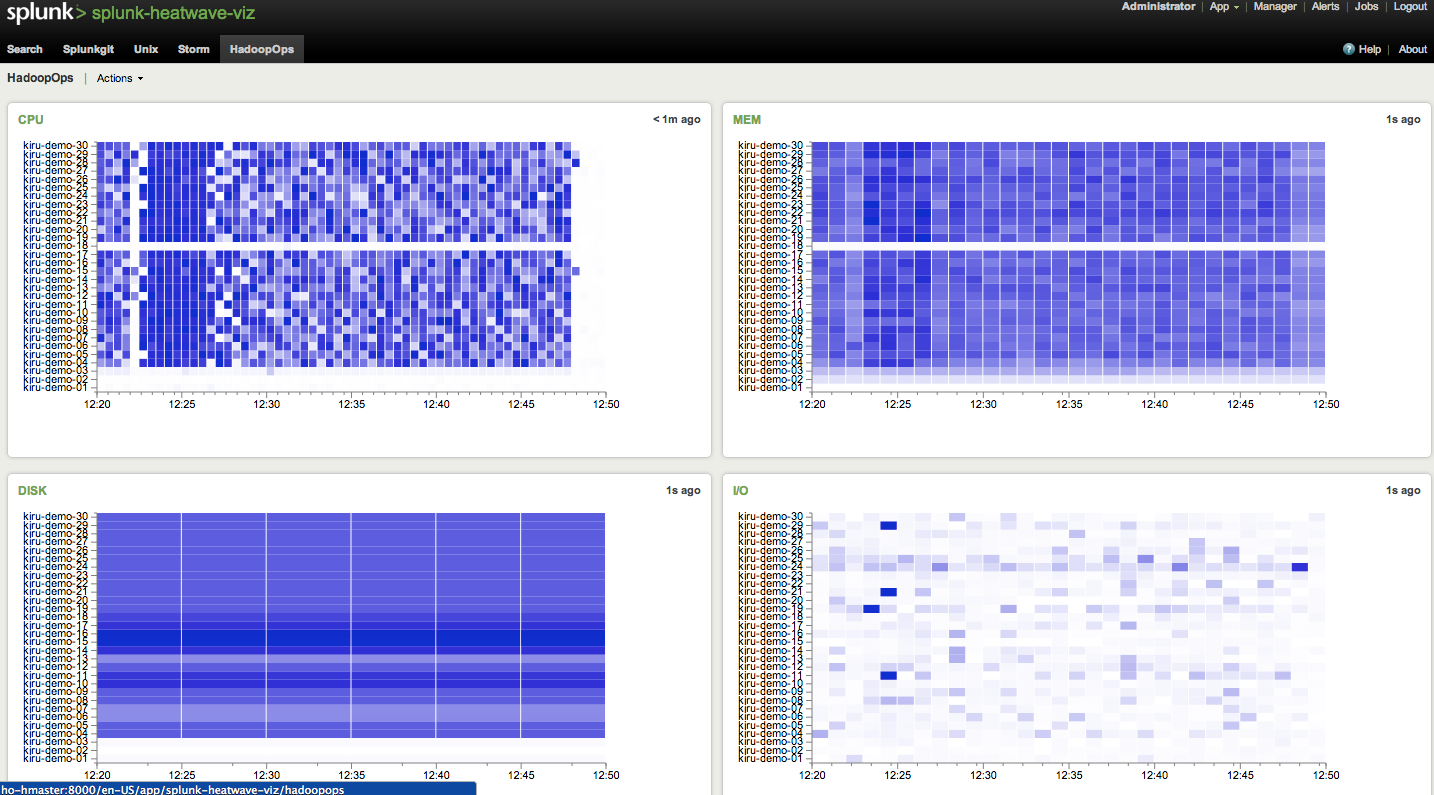 splunk> splunk-heatwave-viz
Administrator | App | Manager | Alerts | Jobs | Logout
Search Splunkgit Unix Storm HadoopOps
? Help | About
HadoopOps | Actions
CPU < 1m ago
kiru-demo-30
kiru-demo-29
kiru-demo-28
kiru-demo-27
kiru-demo-26
kiru-demo-25
kiru-demo-24
kiru-demo-23
kiru-demo-22
kiru-demo-21
kiru-demo-20
kiru-demo-19
kiru-demo-18
kiru-demo-17
kiru-demo-16
kiru-demo-15
kiru-demo-14
kiru-demo-13
kiru-demo-12
kiru-demo-11
kiru-demo-10
kiru-demo-09
kiru-demo-08
kiru-demo-07
kiru-demo-06
kiru-demo-05
kiru-demo-04
kiru-demo-03
kiru-demo-02
kiru-demo-01
12:20 12:25 12:30 12:35 12:40 12:45 12:50
MEM 1s ago
kiru-demo-30
kiru-demo-29
kiru-demo-28
kiru-demo-27
kiru-demo-26
kiru-demo-25
kiru-demo-24
kiru-demo-23
kiru-demo-22
kiru-demo-21
kiru-demo-20
kiru-demo-19
kiru-demo-18
kiru-demo-17
kiru-demo-16
kiru-demo-15
kiru-demo-14
kiru-demo-13
kiru-demo-12
kiru-demo-11
kiru-demo-10
kiru-demo-09
kiru-demo-08
kiru-demo-07
kiru-demo-06
kiru-demo-05
kiru-demo-04
kiru-demo-03
kiru-demo-02
kiru-demo-01
12:20 12:25 12:30 12:35 12:40 12:45 12:50
DISK 1s ago
kiru-demo-30
kiru-demo-29
kiru-demo-28
kiru-demo-27
kiru-demo-26
kiru-demo-25
kiru-demo-24
kiru-demo-23
kiru-demo-22
kiru-demo-21
kiru-demo-20
kiru-demo-19
kiru-demo-18
kiru-demo-17
kiru-demo-16
kiru-demo-15
kiru-demo-14
kiru-demo-13
kiru-demo-12
kiru-demo-11
kiru-demo-10
kiru-demo-09
kiru-demo-08
kiru-demo-07
kiru-demo-06
kiru-demo-05
kiru-demo-04
kiru-demo-03
kiru-demo-02
kiru-demo-01
12:20 12:25 12:30 12:35 12:40 12:45 12:50
I/O 1s ago
kiru-demo-30
kiru-demo-29
kiru-demo-28
kiru-demo-27
kiru-demo-26
kiru-demo-25
kiru-demo-24
kiru-demo-23
kiru-demo-22
kiru-demo-21
kiru-demo-20
kiru-demo-19
kiru-demo-18
kiru-demo-17
kiru-demo-16
kiru-demo-15
kiru-demo-14
kiru-demo-13
kiru-demo-12
kiru-demo-11
kiru-demo-10
kiru-demo-09
kiru-demo-08
kiru-demo-07
kiru-demo-06
kiru-demo-05
kiru-demo-04
kiru-demo-03
kiru-demo-02
kiru-demo-01
12:20 12:25 12:30 12:35 12:40 12:45 12:50
ho-hmaster:8000/en-US/app/splunk-heatwave-viz/hadoopops